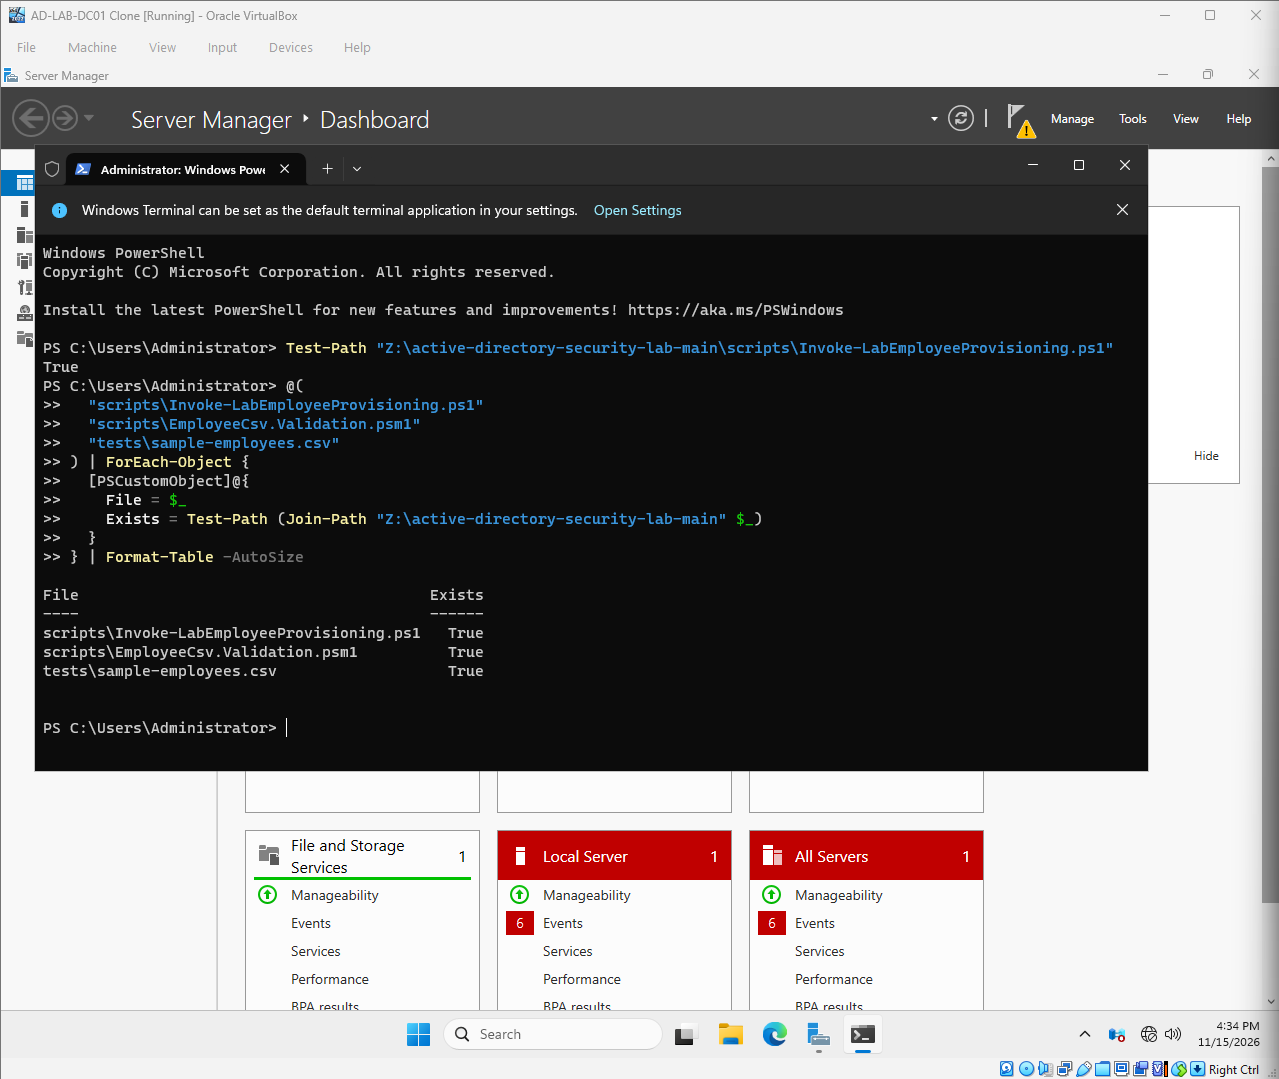 AD-LAB-DC01 Clone [Running] - Oracle VirtualBox
File Machine View Input Devices Help
Server Manager
Server Manager ‣ Dashboard
Manage Tools View Help
Administrator: Windows Powe
Windows Terminal can be set as the default terminal application in your settings. Open Settings
Windows PowerShell
Copyright (C) Microsoft Corporation. All rights reserved.
Install the latest PowerShell for new features and improvements! https://aka.ms/PSWindows
PS C:\Users\Administrator> Test-Path "Z:\active-directory-security-lab-main\scripts\Invoke-LabEmployeeProvisioning.ps1"
True
PS C:\Users\Administrator> @(
>>   "scripts\Invoke-LabEmployeeProvisioning.ps1"
>>   "scripts\EmployeeCsv.Validation.psm1"
>>   "tests\sample-employees.csv"
>> ) | ForEach-Object {
>>   [PSCustomObject]@{
>>     File = $_
>>     Exists = Test-Path (Join-Path "Z:\active-directory-security-lab-main" $_)
>>   }
>> } | Format-Table -AutoSize
File Exists
---- ------
scripts\Invoke-LabEmployeeProvisioning.ps1 True
scripts\EmployeeCsv.Validation.psm1 True
tests\sample-employees.csv True
PS C:\Users\Administrator>
Hide
File and Storage Services 1
Manageability
Events
Services
Performance
BPA results
Local Server 1
Manageability
6 Events
Services
Performance
BPA results
All Servers 1
Manageability
6 Events
Services
Performance
BPA results
Search
4:34 PM
11/15/2026
Right Ctrl